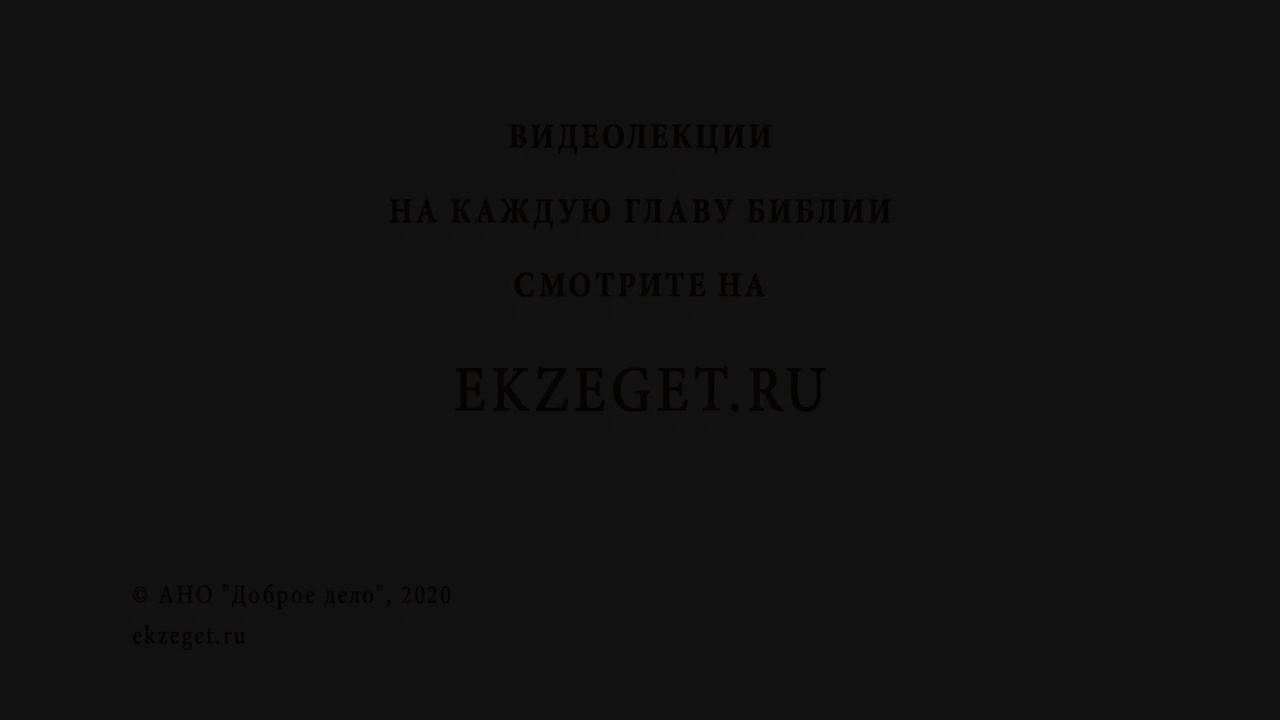 ВИДЕОЛЕКЦИИ
НА КАЖДУЮ ГЛАВУ БИБЛИИ
СМОТРИТЕ НА
EKZEGET.RU
© АНО "Доброе дело", 2020
ekzeget.ru